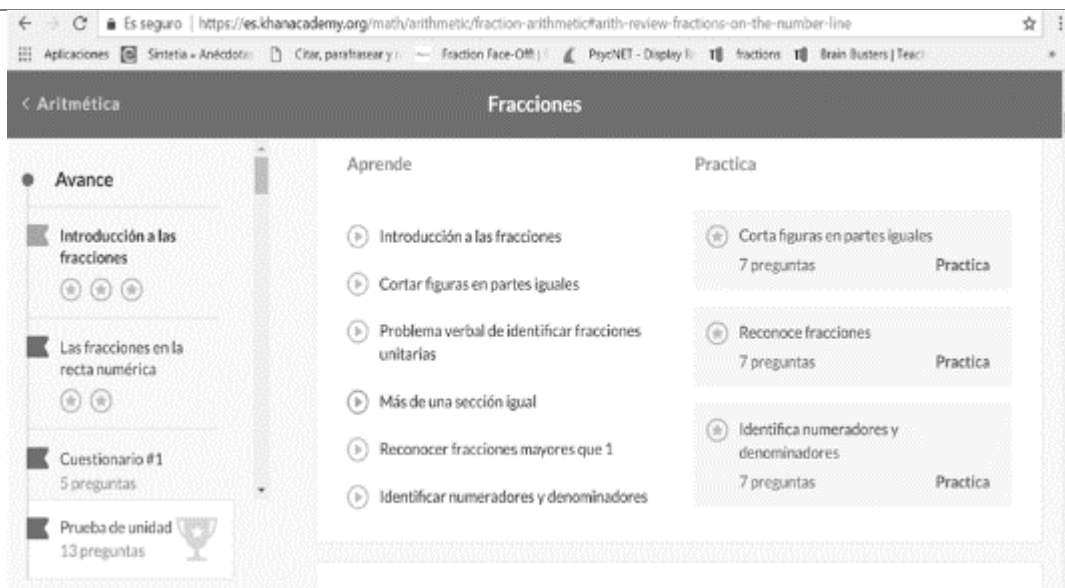 Es seguro | https://es.khanacademy.org/math/arithmetic/fraction-arithmetic#arith-review-fractions-on-the-number-line
Aplicaciones Sintetia » Anécdotas Citar, parafrasear y Fraction Face-Off! | PsycNET - Display fractions Brain Busters | Teac
< Aritmética
Fracciones
Avance
Introducción a las
fracciones
Las fracciones en la
recta numérica
Cuestionario #1
5 preguntas
Prueba de unidad
13 preguntas
Aprende
Introducción a las fracciones
Cortar figuras en partes iguales
Problema verbal de identificar fracciones
unitarias
Más de una sección igual
Reconocer fracciones mayores que 1
Identificar numeradores y denominadores
Practica
Corta figuras en partes iguales
7 preguntas Practica
Reconoce fracciones
7 preguntas Practica
Identifica numeradores y
denominadores
7 preguntas Practica